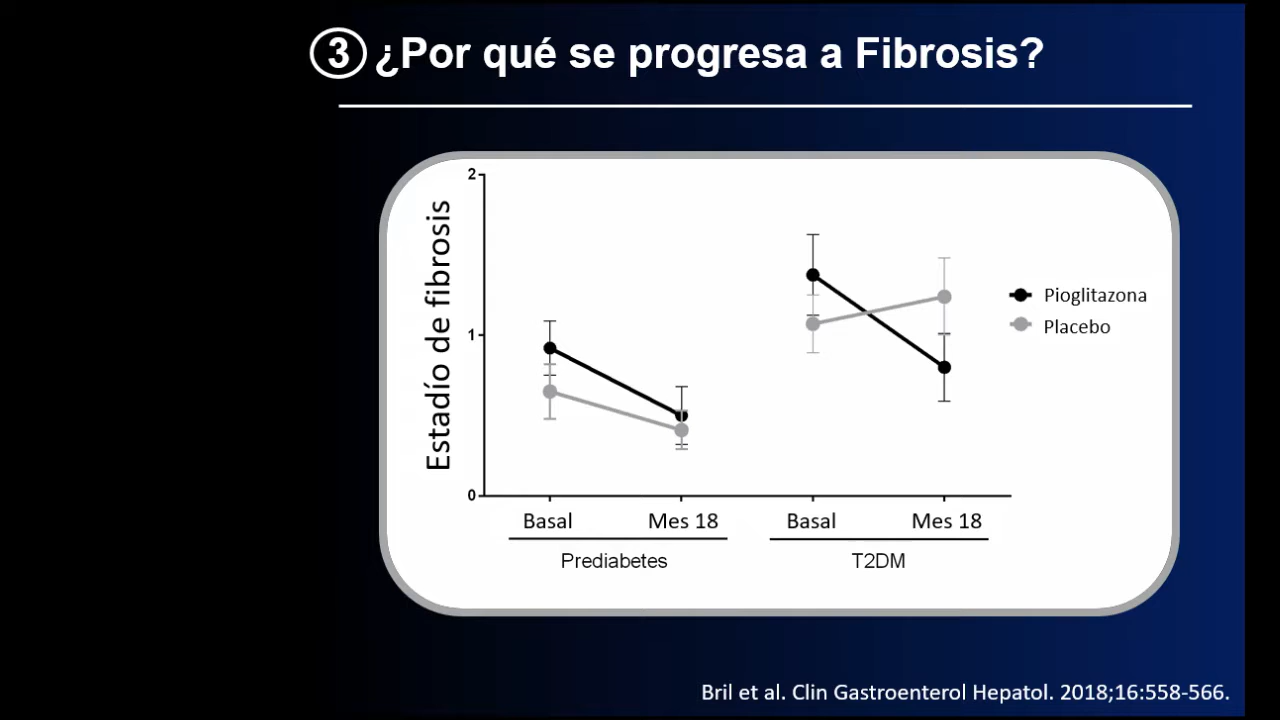 3 ¿Por qué se progresa a Fibrosis?
Estadío de fibrosis
2
1
0
Pioglitazona
Placebo
Basal Mes 18 Basal Mes 18
Prediabetes T2DM
Bril et al. Clin Gastroenterol Hepatol. 2018;16:558-566.